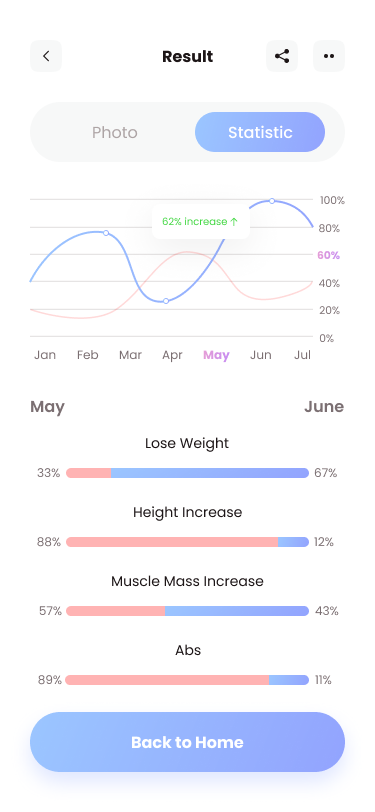 Result
Photo Statistic
100%
62% increase ↑
80%
60%
40%
20%
0%
Jan Feb Mar Apr May Jun Jul
May June
Lose Weight
33% 67%
Height Increase
88% 12%
Muscle Mass Increase
57% 43%
Abs
89% 11%
Back to Home